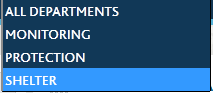 ALL DEPARTMENTS
MONITORING
PROTECTION
SHELTER